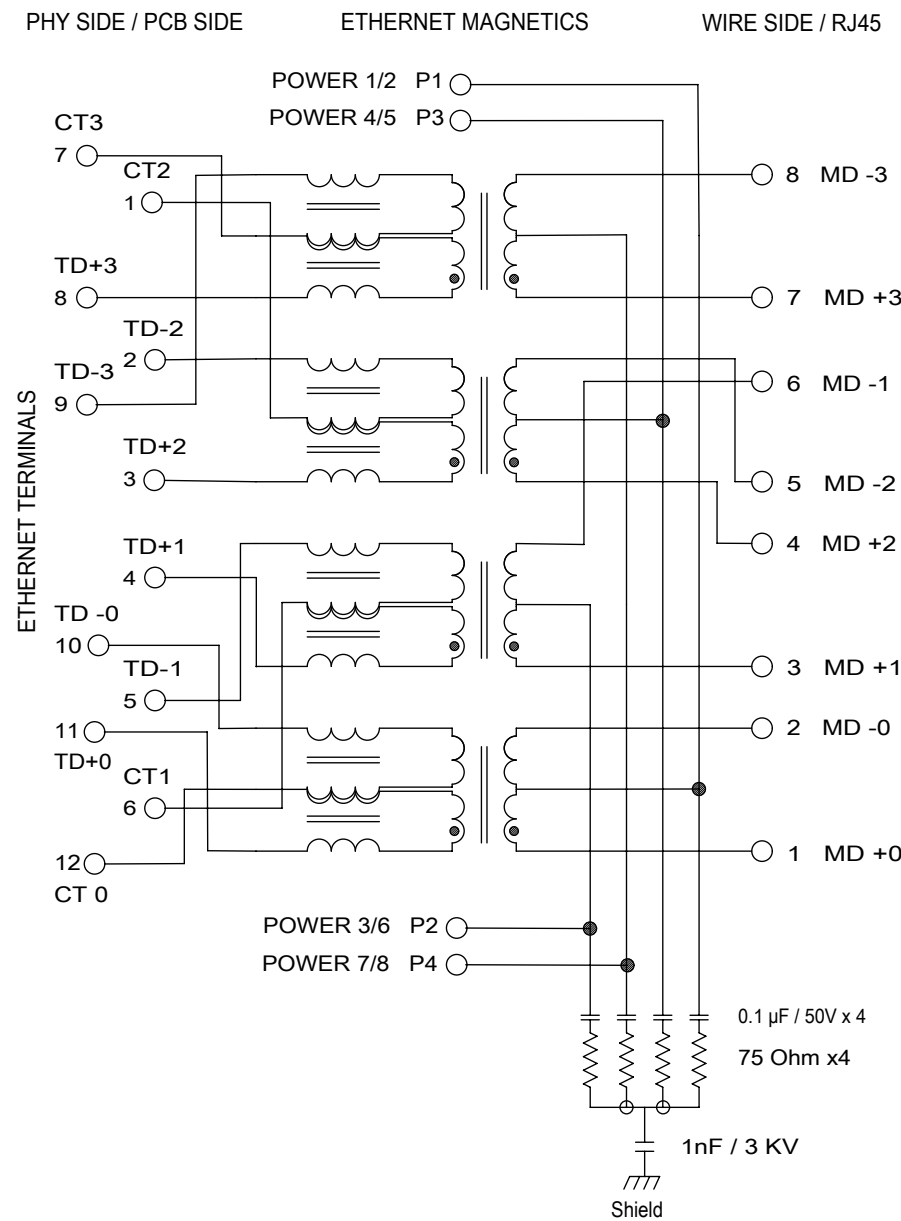 PHY SIDE / PCB SIDE ETHERNET MAGNETICS WIRE SIDE / RJ45
POWER 1/2 P1
POWER 4/5 P3
CT3
7
CT2
1
8 MD -3
TD+3
8
7 MD +3
TD-2
2
TD-3
9
6 MD -1
ETHERNET TERMINALS
TD+2
3
5 MD -2
4 MD +2
TD+1
4
TD -0
10
TD-1
5
3 MD +1
11
TD+0
2 MD -0
CT1
6
12
CT 0
1 MD +0
POWER 3/6 P2
POWER 7/8 P4
0.1 µF / 50V x 4
75 Ohm x4
1nF / 3 KV
Shield